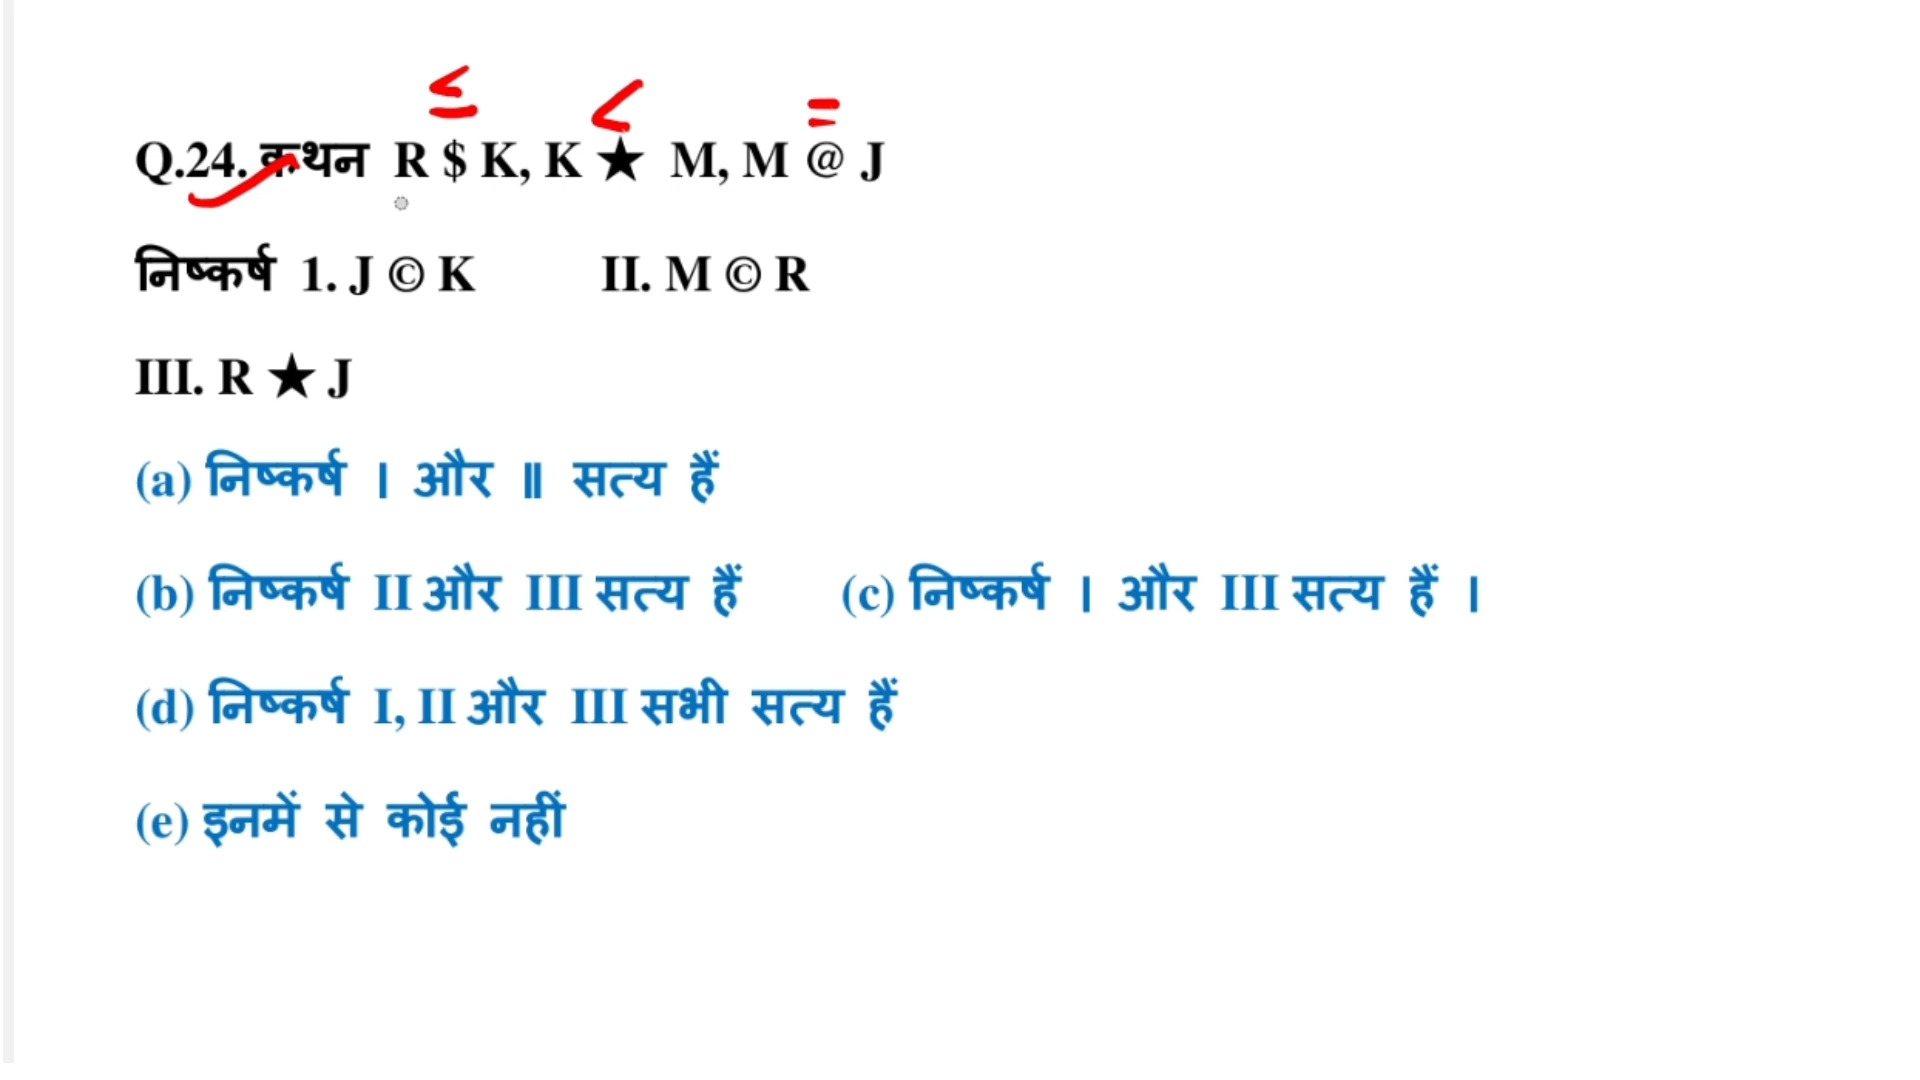 ≤ < =
Q.24. कथन R $ K, K ★ M, M @ J
निष्कर्ष 1. J © K II. M © R
III. R ★ J
(a) निष्कर्ष । और ॥ सत्य हैं
(b) निष्कर्ष II और III सत्य हैं (c) निष्कर्ष । और III सत्य हैं ।
(d) निष्कर्ष I, II और III सभी सत्य हैं
(e) इनमें से कोई नहीं